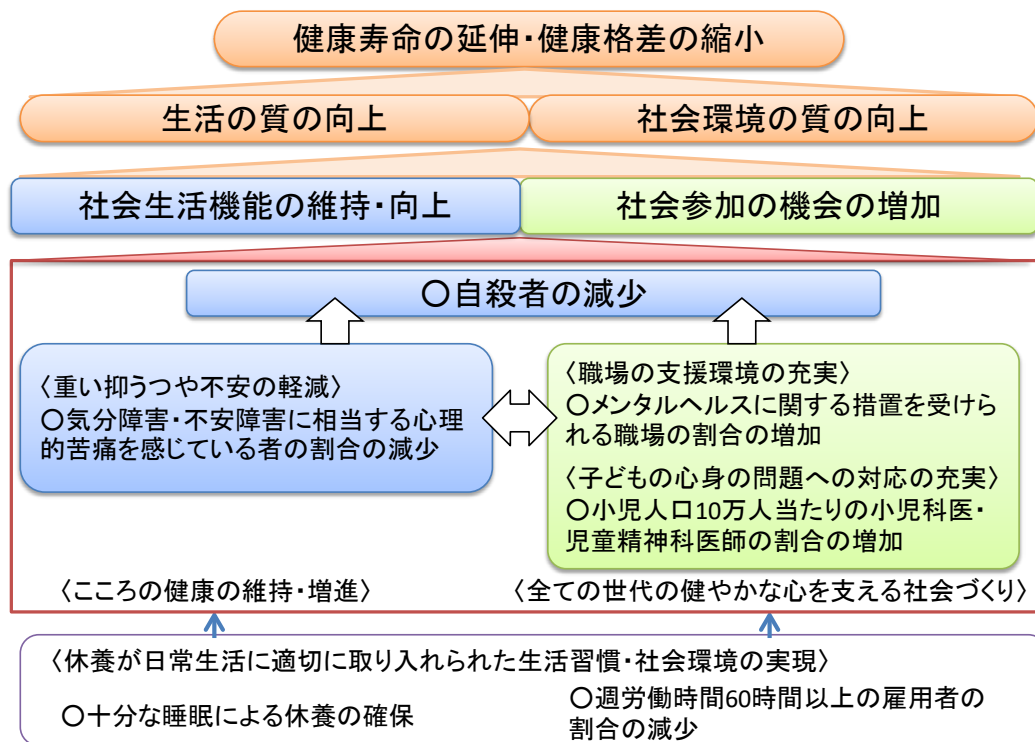 健康寿命の延伸・健康格差の縮小
生活の質の向上
社会環境の質の向上
社会生活機能の維持・向上
社会参加の機会の増加
○自殺者の減少
〈重い抑うつや不安の軽減〉
○気分障害・不安障害に相当する心理
的苦痛を感じている者の割合の減少
〈職場の支援環境の充実〉
○メンタルヘルスに関する措置を受けら
れる職場の割合の増加
〈子どもの心身の問題への対応の充実〉
○小児人口10万人当たりの小児科医・
児童精神科医師の割合の増加
〈こころの健康の維持・増進〉
〈全ての世代の健やかな心を支える社会づくり〉
〈休養が日常生活に適切に取り入れられた生活習慣・社会環境の実現〉
○十分な睡眠による休養の確保
○週労働時間60時間以上の雇用者の
割合の減少